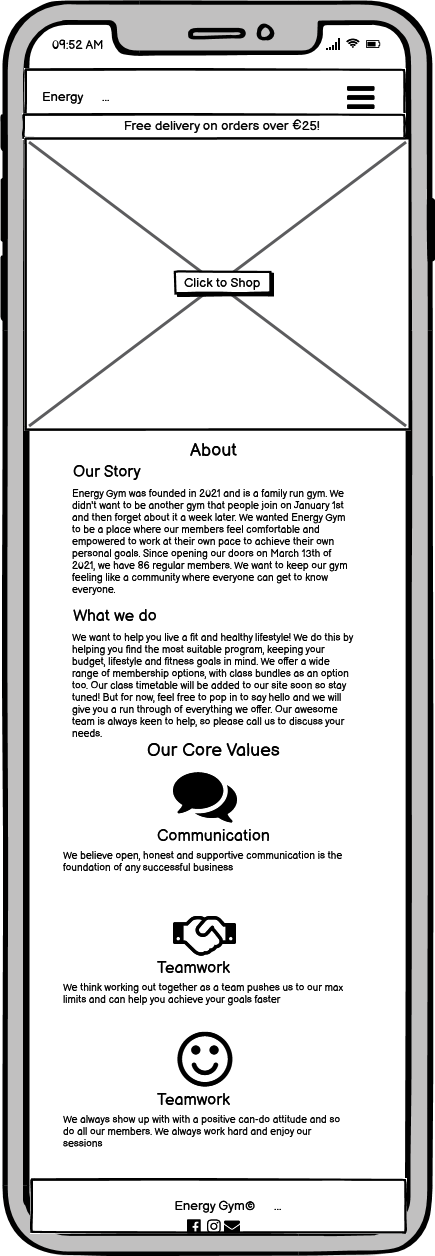 09:52 AM
Energy ...
Free delivery on orders over €25!
Click to Shop
About
Our Story
Energy Gym was founded in 2021 and is a family run gym. We
didn't want to be another gym that people join on January 1st
and then forget about it a week later. We wanted Energy Gym
to be a place where our members feel comfortable and
empowered to work at their own pace to achieve their own
personal goals. Since opening our doors on March 13th of
2021, we have 86 regular members. We want to keep our gym
feeling like a community where everyone can get to know
everyone.
What we do
We want to help you live a fit and healthy lifestyle! We do this by
helping you find the most suitable program, keeping your
budget, lifestyle and fitness goals in mind. We offer a wide
range of membership options, with class bundles as an option
too. Our class timetable will be added to our site soon so stay
tuned! But for now, feel free to pop in to say hello and we will
give you a run through of everything we offer. Our awesome
team is always keen to help, so please call us to discuss your
needs.
Our Core Values
Communication
We believe open, honest and supportive communication is the
foundation of any successful business
Teamwork
We think working out together as a team pushes us to our max
limits and can help you achieve your goals faster
Teamwork
We always show up with with a positive can-do attitude and so
do all our members. We always work hard and enjoy our
sessions
Energy Gym© ...